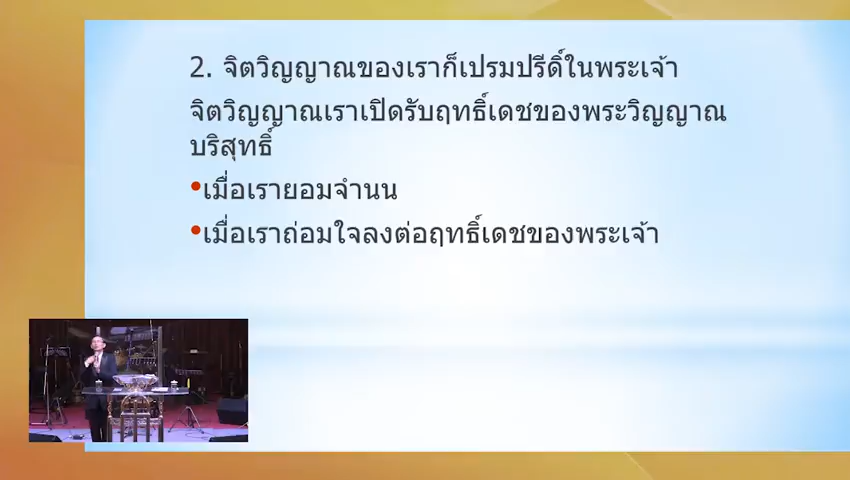 2. จิตวิญญาณของเราก็เปรมปรีดิ์ในพระเจ้า
จิตวิญญาณเราเปิดรับฤทธิ์เดชของพระวิญญาณ
บริสุทธิ์
•เมื่อเรายอมจำนน
•เมื่อเราถ่อมใจลงต่อฤทธิ์เดชของพระเจ้า